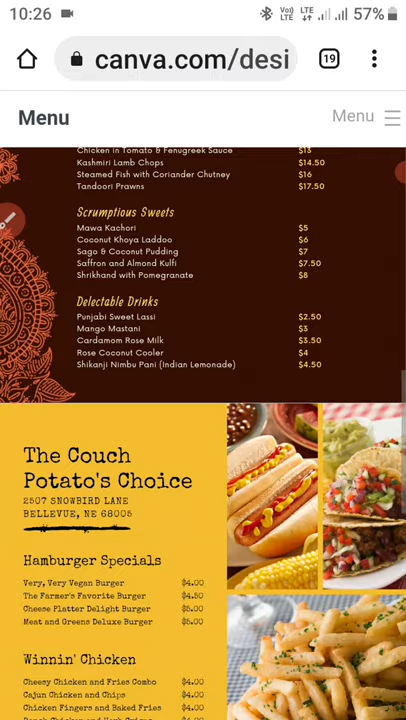 10:26
Vo)) LTE
LTE
57%
canva.com/desi
19
Menu
Menu
Chicken in Tomato & Fenugreek Sauce $13
Kashmiri Lamb Chops $14.50
Steamed Fish with Coriander Chutney $16
Tandoori Prawns $17.50
Scrumptious Sweets
Mawa Kachori $5
Coconut Khoya Laddoo $6
Sago & Coconut Pudding $7
Saffron and Almond Kulfi $7.50
Shrikhand with Pomegranate $8
Delectable Drinks
Punjabi Sweet Lassi $2.50
Mango Mastani $3
Cardamom Rose Milk $3.50
Rose Coconut Cooler $4
Shikanji Nimbu Pani (Indian Lemonade) $4.50
The Couch
Potato's Choice
2507 SNOWBIRD LANE
BELLEVUE, NE 68005
Hamburger Specials
Very, Very Vegan Burger $4.00
The Farmer's Favorite Burger $4.50
Cheese Platter Delight Burger $5.00
Meat and Greens Deluxe Burger $5.00
Winnin' Chicken
Cheesy Chicken and Fries Combo $4.00
Cajun Chicken and Chips $4.00
Chicken Fingers and Baked Fries $4.00